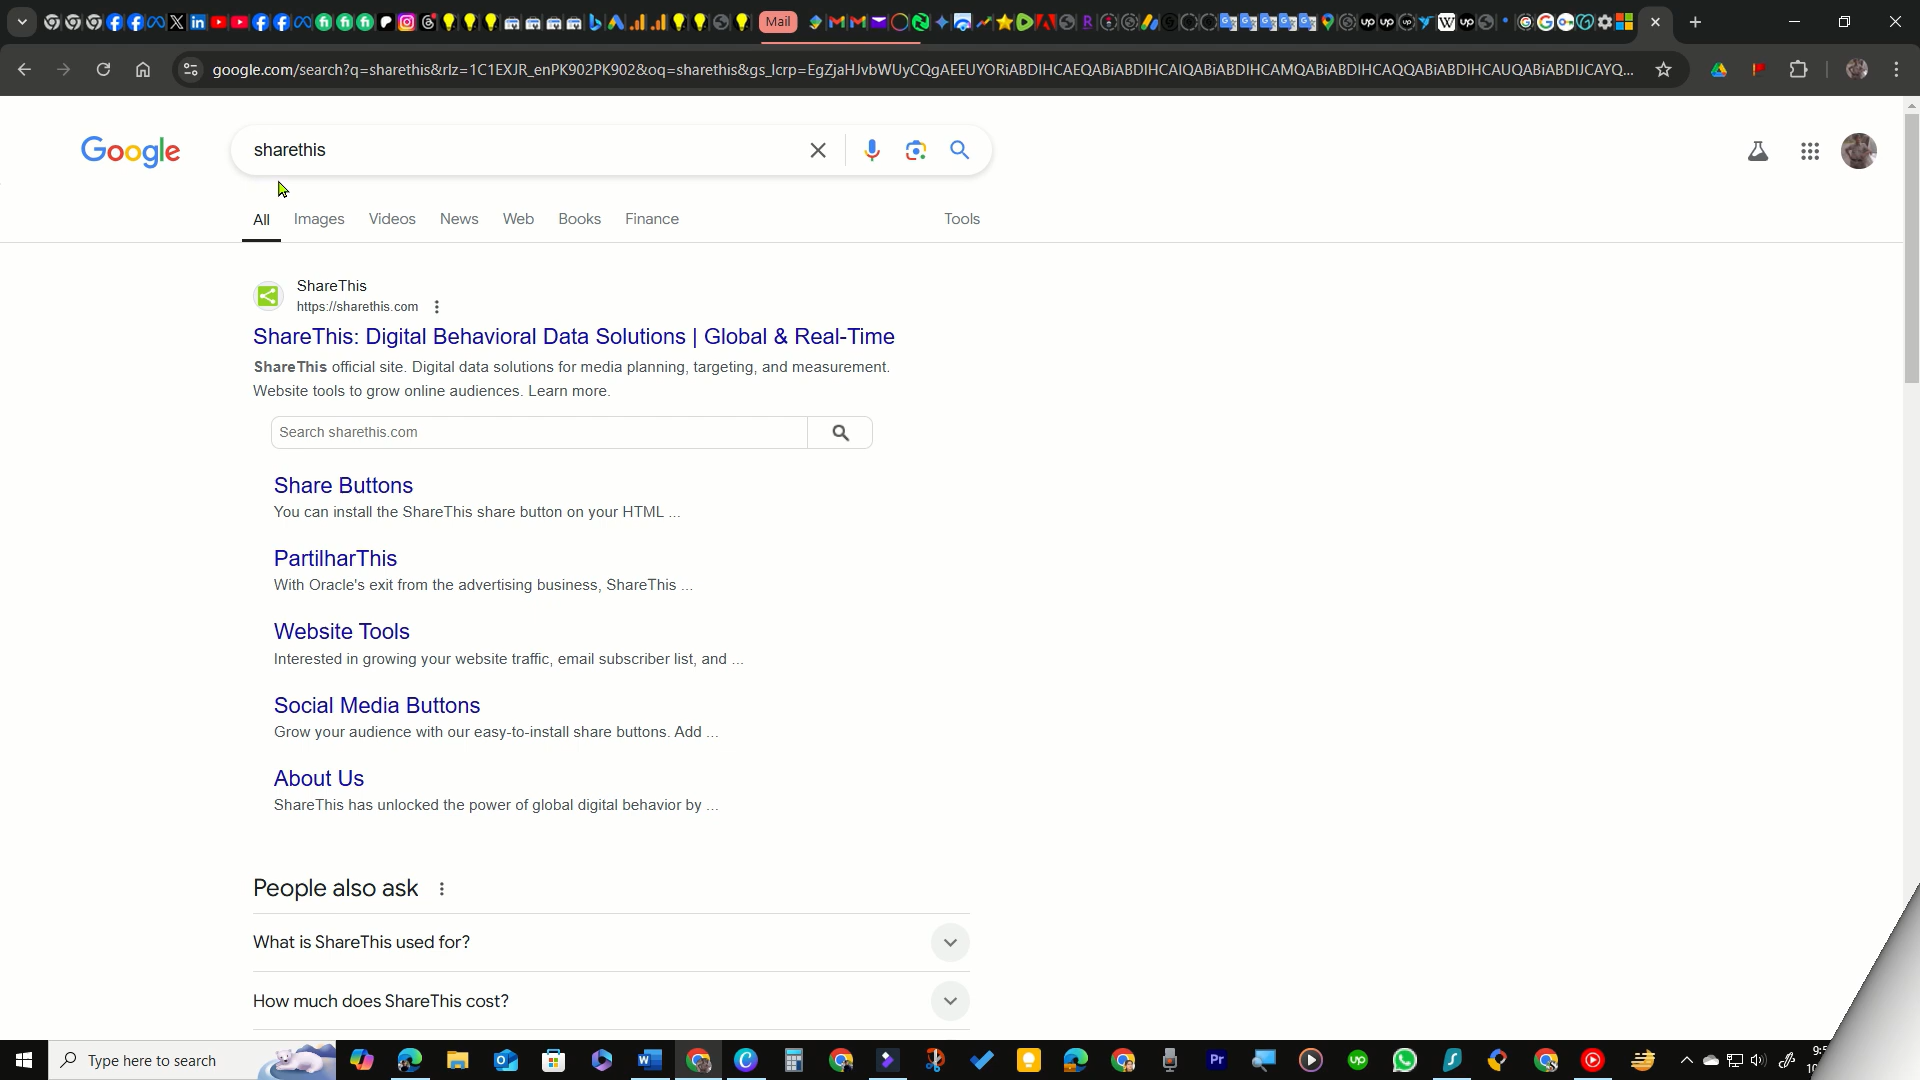 Mail
google.com/search?q=sharethis&rlz=1C1EXJR_enPK902PK902&oq=sharethis&gs_lcrp=EgZjaHJvbWUyCQgAEEUYORiABDIHCAEQABiABDIHCAIQABiABDIHCAMQABiABDIHCAQQABiABDIHCAUQABiABDIJCAYQ...
Google
sharethis
All Images Videos News Web Books Finance Tools
ShareThis
https://sharethis.com
ShareThis: Digital Behavioral Data Solutions | Global & Real-Time
ShareThis official site. Digital data solutions for media planning, targeting, and measurement.
Website tools to grow online audiences. Learn more.
Search sharethis.com
Share Buttons
You can install the ShareThis share button on your HTML ...
PartilharThis
With Oracle's exit from the advertising business, ShareThis ...
Website Tools
Interested in growing your website traffic, email subscriber list, and ...
Social Media Buttons
Grow your audience with our easy-to-install share buttons. Add ...
About Us
ShareThis has unlocked the power of global digital behavior by ...
People also ask
What is ShareThis used for?
How much does ShareThis cost?
Type here to search